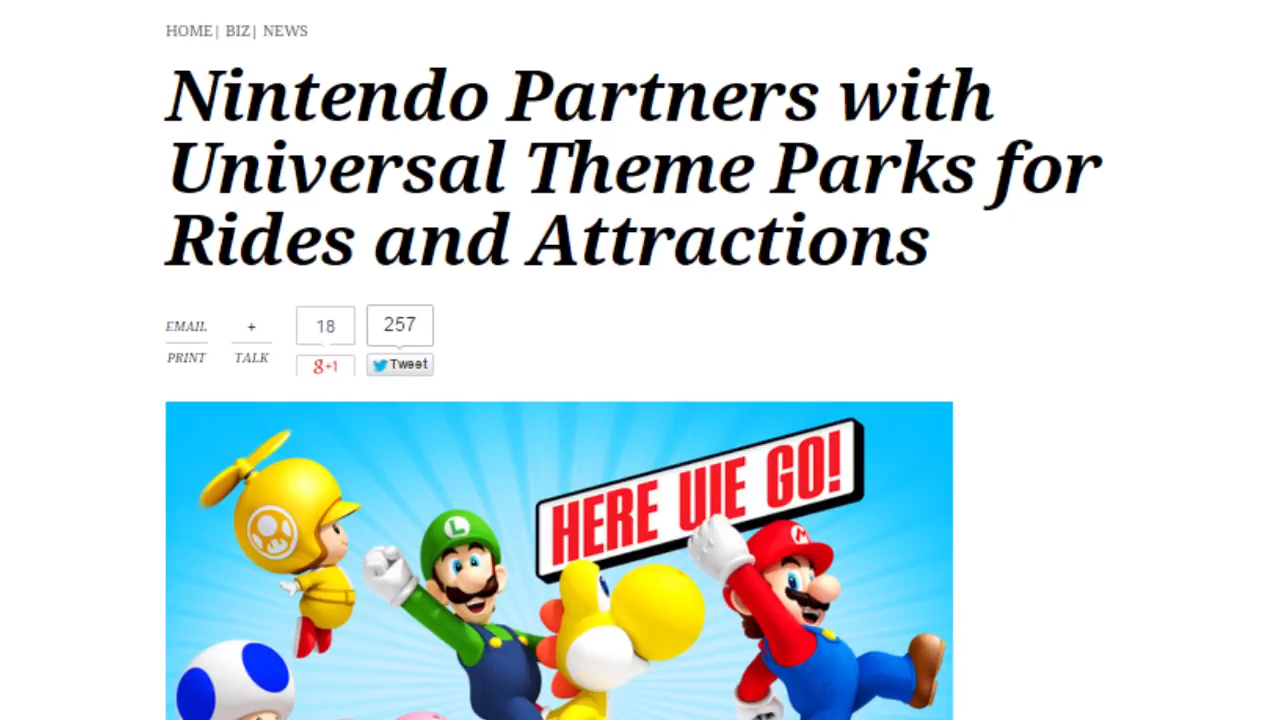 HOME| BIZ| NEWS
Nintendo Partners with
Universal Theme Parks for
Rides and Attractions
EMAIL + 18 257
PRINT TALK g+1 Tweet
HERE WE GO!
L
M